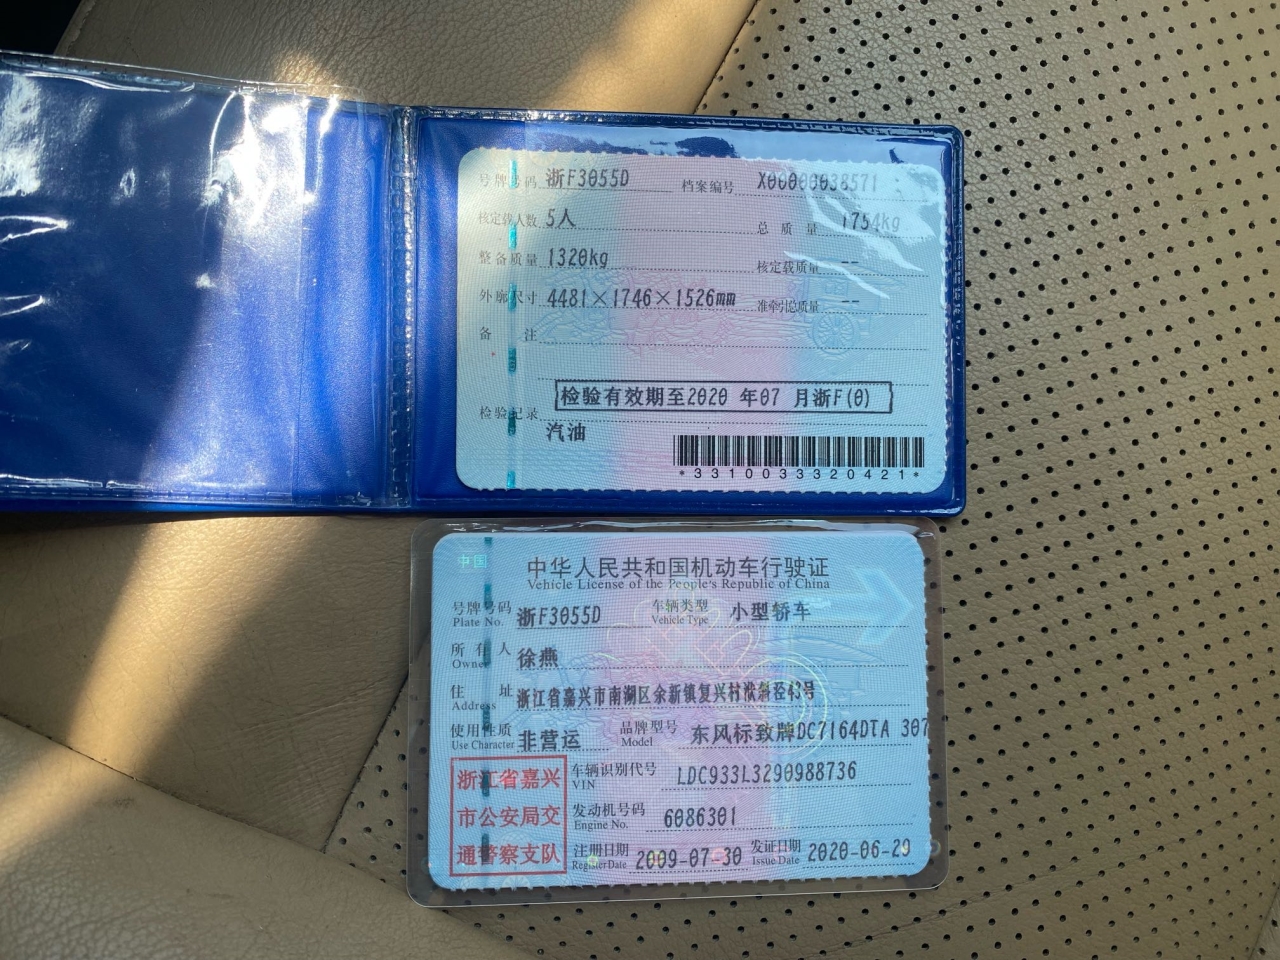 号牌号码 浙F3055D 档案编号 X00000038571
核定载人数 5人 总质量 1754kg
整备质量 1320kg 核定载质量 --
外廓尺寸 4481×1746×1526mm 准牵引总质量 --
备注
检验记录 检验有效期至2020 年07 月浙F(0)
汽油
*3310033320421*
中国
中华人民共和国机动车行驶证
Vehicle License of the People's Republic of China
号牌号码 浙F3055D 车辆类型 小型轿车
Plate No. Vehicle Type
所有人 徐燕
Owner
住址 浙江省嘉兴市南湖区余新镇复兴村 43号
Address
使用性质 非营运 品牌型号 东风标致牌DC7164DTA 307
Use Character Model
浙江省嘉兴
市公安局交
通警察支队
车辆识别代号 LDC933L3290988736
VIN
发动机号码 6086301
Engine No.
注册日期 2009-07-30 发证日期 2020-06-29
Register Date Issue Date